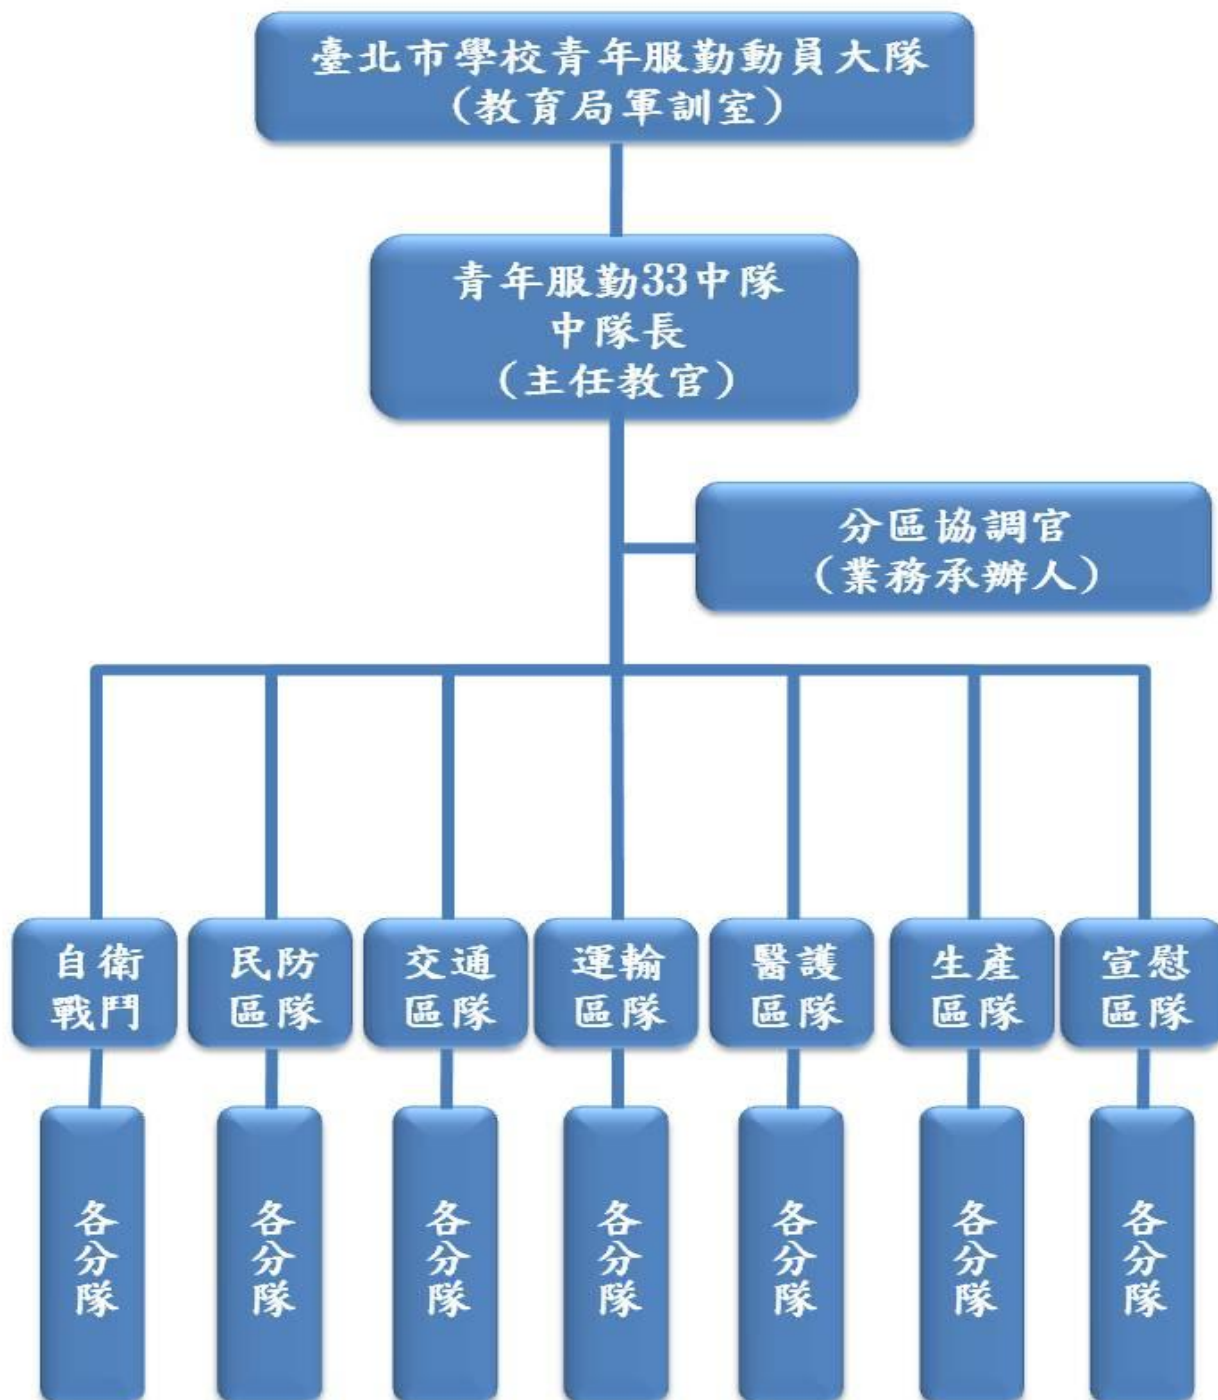 臺北市學校青年服勤動員大隊
（教育局軍訓室）
青年服勤33中隊
中隊長
（主任教官）
分區協調官
（業務承辦人）
自衛
戰鬥
民防
區隊
交通
區隊
運輸
區隊
醫護
區隊
生產
區隊
宣慰
區隊
各分隊
各分隊
各分隊
各分隊
各分隊
各分隊
各分隊